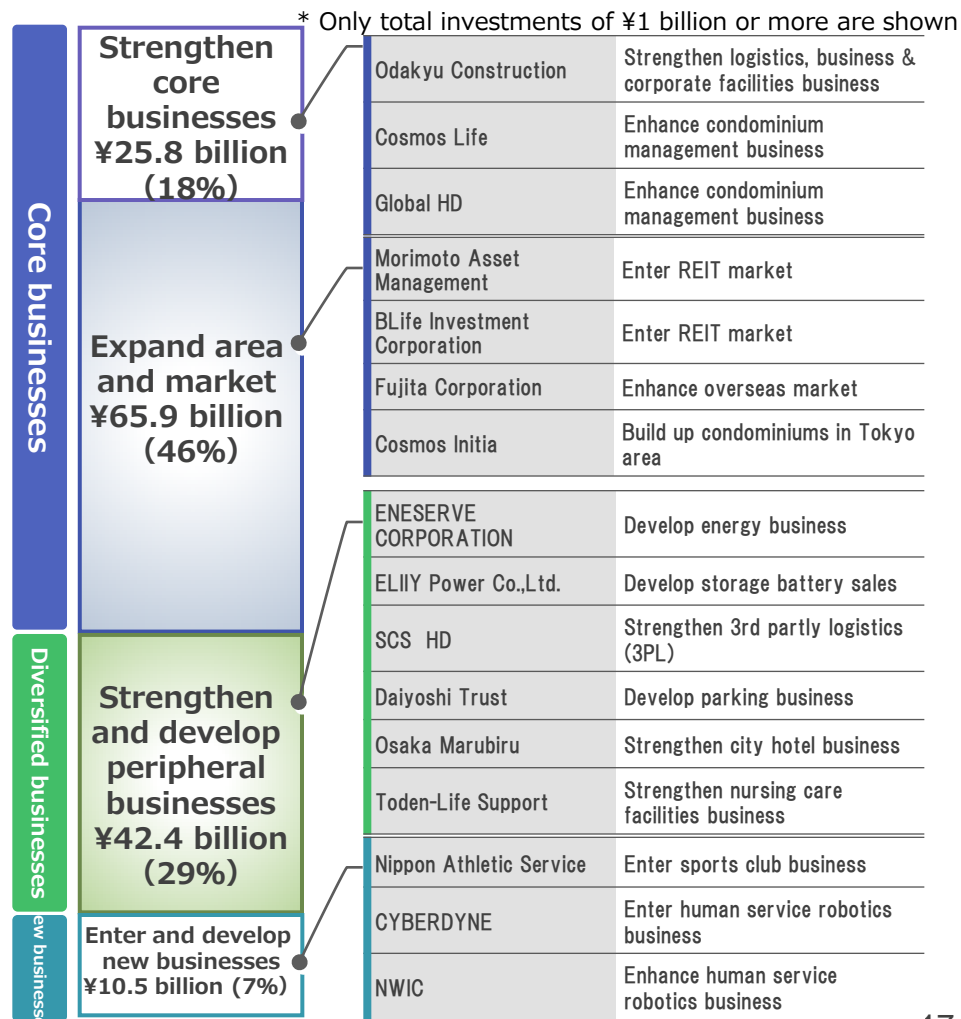 * Only total investments of ¥1 billion or more are shown
Core businesses
Strengthen
core
businesses
¥25.8 billion
(18%)
Odakyu Construction
Strengthen logistics, business &
corporate facilities business
Cosmos Life
Enhance condominium
management business
Global HD
Enhance condominium
management business
Expand area
and market
¥65.9 billion
(46%)
Morimoto Asset
Management
Enter REIT market
BLife Investment
Corporation
Enter REIT market
Fujita Corporation
Enhance overseas market
Cosmos Initia
Build up condominiums in Tokyo
area
Diversified businesses
Strengthen
and develop
peripheral
businesses
¥42.4 billion
(29%)
ENESERVE
CORPORATION
Develop energy business
ELIIY Power Co.,Ltd.
Develop storage battery sales
SCS HD
Strengthen 3rd partly logistics
(3PL)
Daiyoshi Trust
Develop parking business
Osaka Marubiru
Strengthen city hotel business
Toden-Life Support
Strengthen nursing care
facilities business
ew businesse
Enter and develop
new businesses
¥10.5 billion (7%)
Nippon Athletic Service
Enter sports club business
CYBERDYNE
Enter human service robotics
business
NWIC
Enhance human service
robotics business